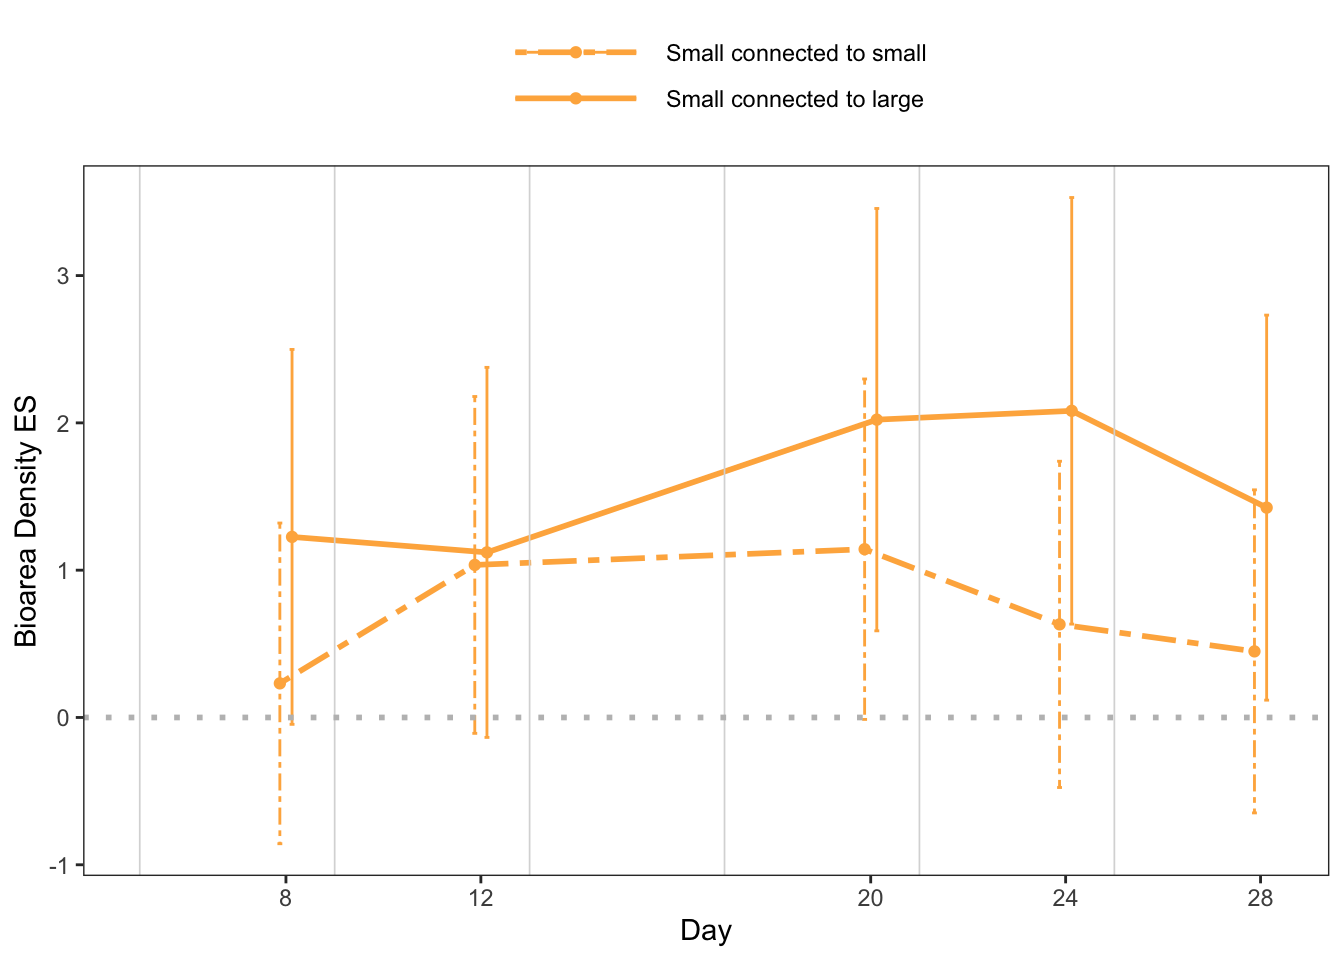 Small connected to small
Small connected to large
Bioarea Density ES
3
2
1
0
-1
8 12 20 24 28
Day